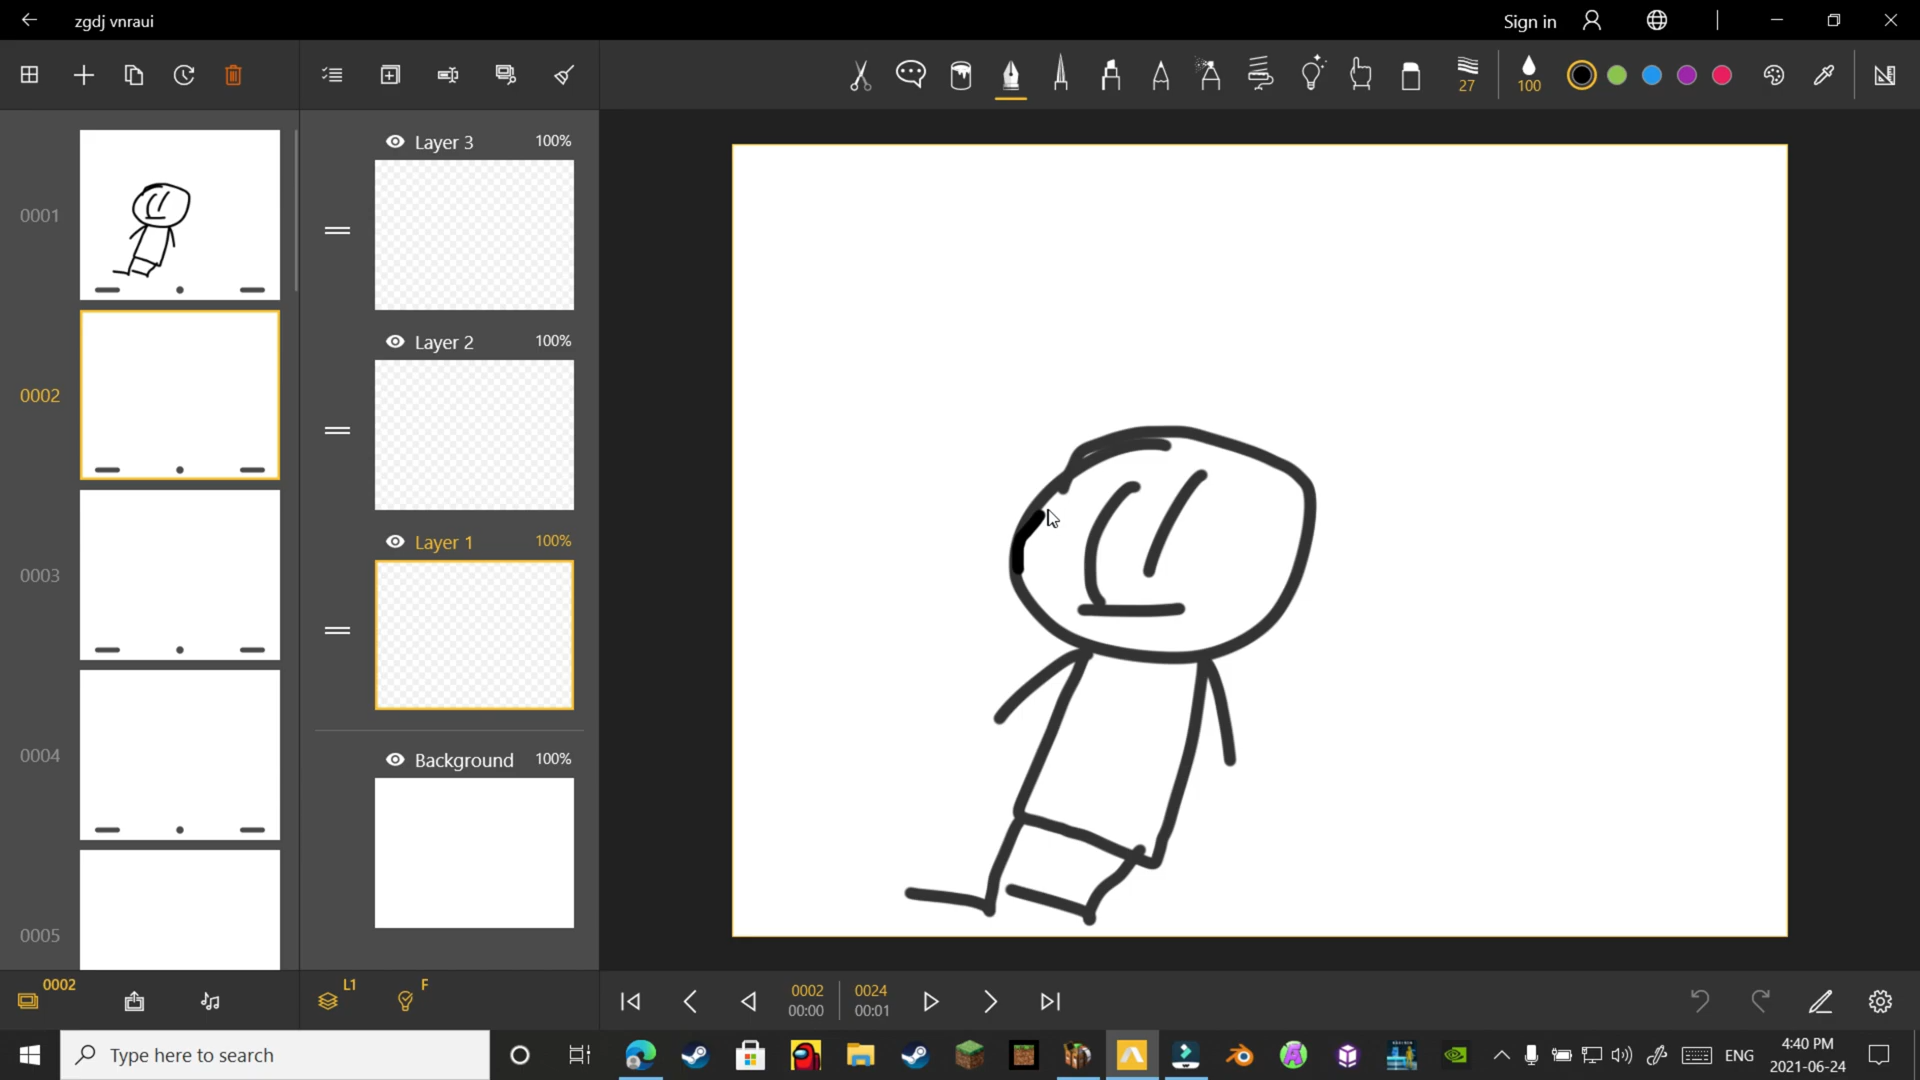 zgdj vnraui
Sign in
27
100
0001
0002
0003
0004
0005
Layer 3 100%
Layer 2 100%
Layer 1 100%
Background 100%
0002
L1
F
0002
00:00
0024
00:01
Type here to search
ENG
4:40 PM
2021-06-24